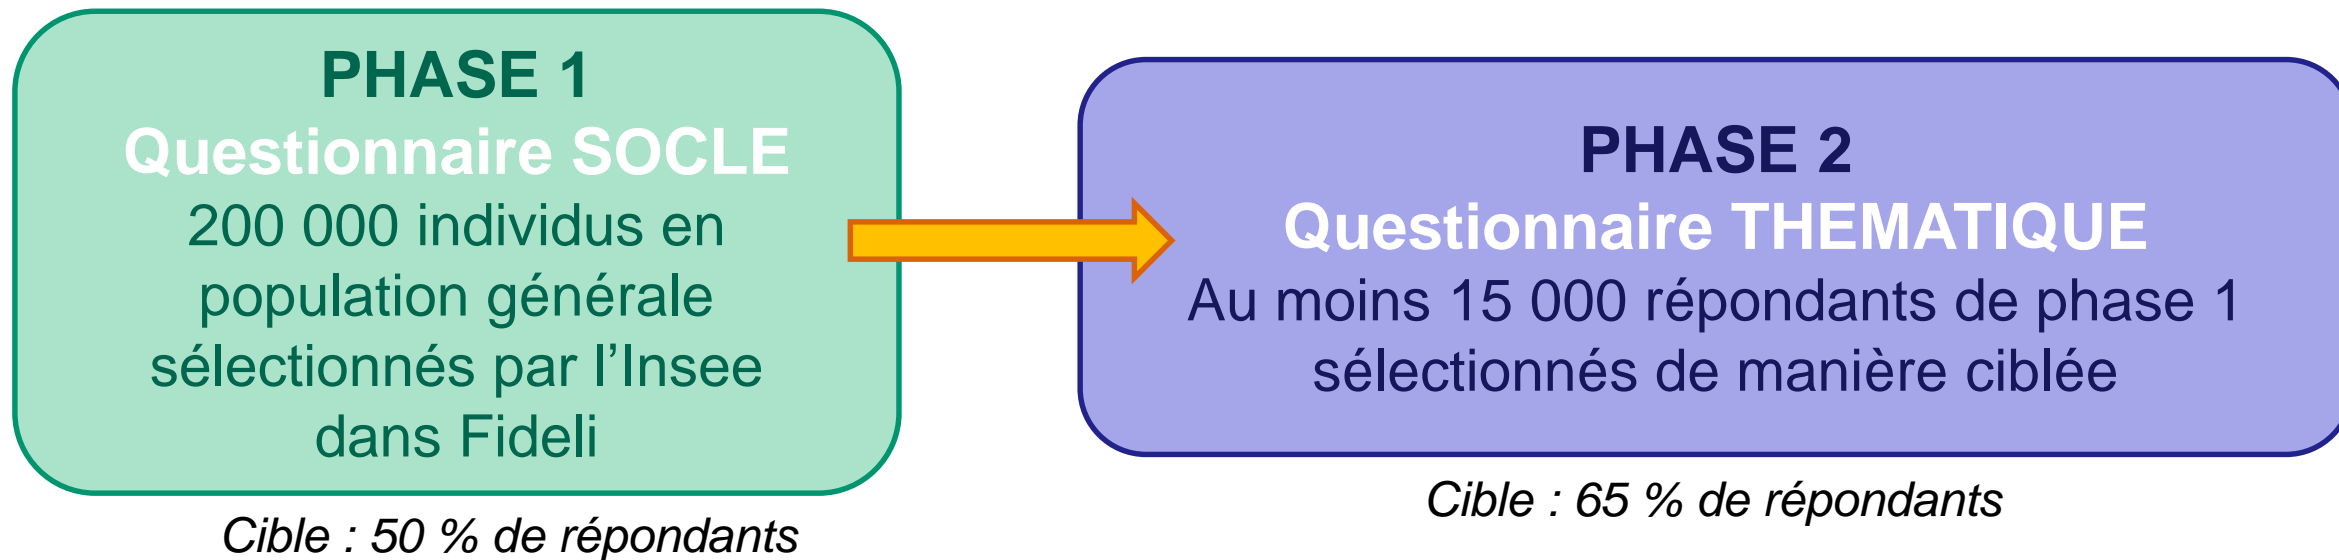 PHASE 1
Questionnaire SOCLE
200 000 individus en
population générale
sélectionnés par l’Insee
dans Fideli
Cible : 50 % de répondants
PHASE 2
Questionnaire THEMATIQUE
Au moins 15 000 répondants de phase 1
sélectionnés de manière ciblée
Cible : 65 % de répondants